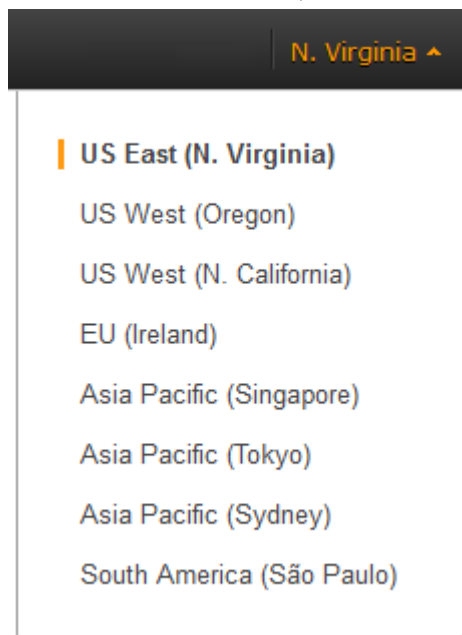 N. Virginia
US East (N. Virginia)
US West (Oregon)
US West (N. California)
EU (Ireland)
Asia Pacific (Singapore)
Asia Pacific (Tokyo)
Asia Pacific (Sydney)
South America (São Paulo)